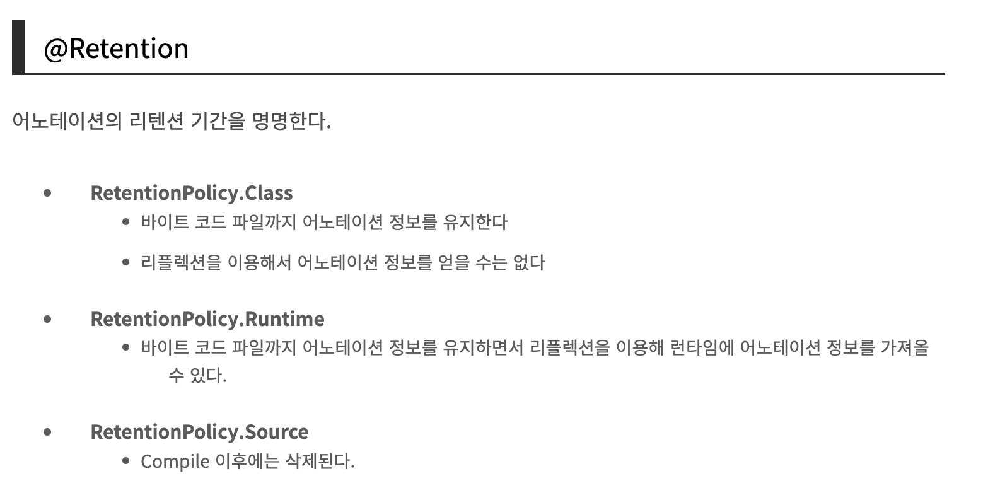 @Retention
어노테이션의 리텐션 기간을 명명한다.
RetentionPolicy.Class
바이트 코드 파일까지 어노테이션 정보를 유지한다
리플렉션을 이용해서 어노테이션 정보를 얻을 수는 없다
RetentionPolicy.Runtime
바이트 코드 파일까지 어노테이션 정보를 유지하면서 리플렉션을 이용해 런타임에 어노테이션 정보를 가져올
수 있다.
RetentionPolicy.Source
Compile 이후에는 삭제된다.